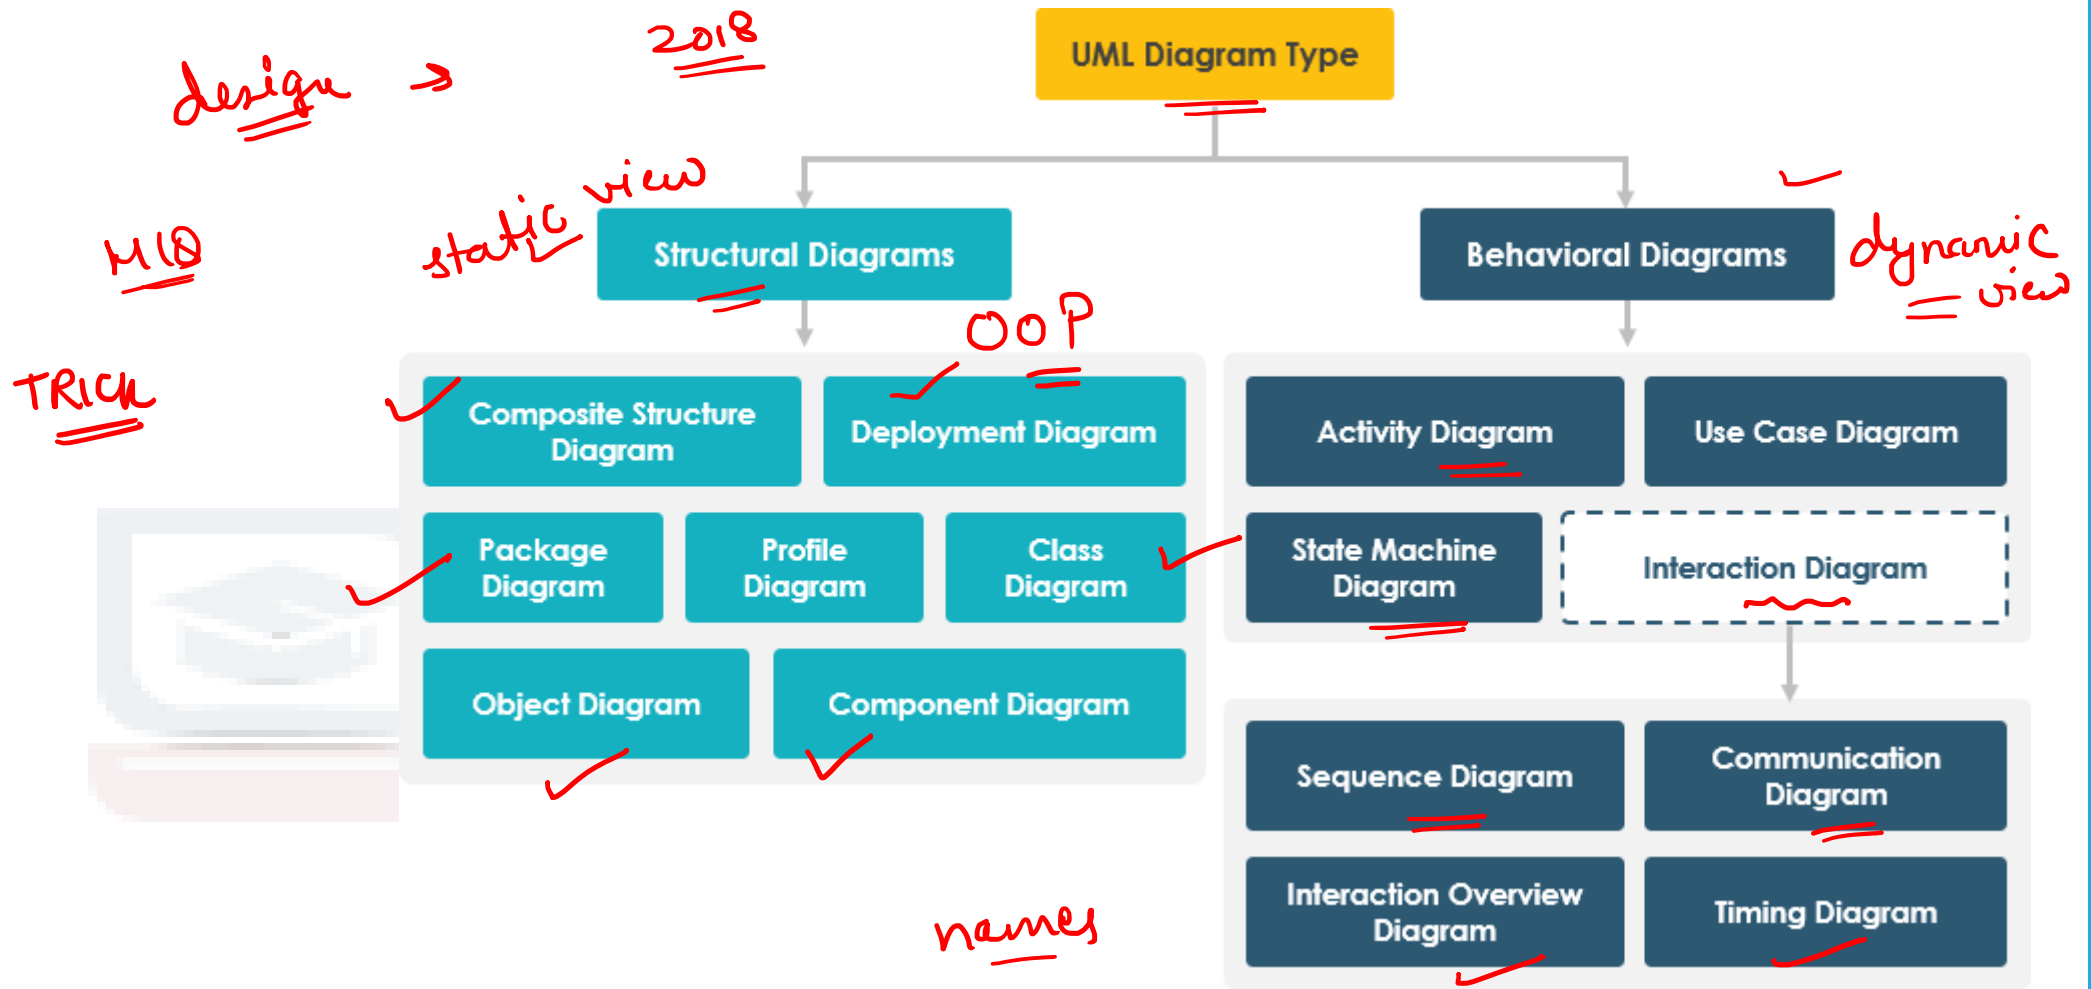 2018
UML Diagram Type
design →
static view
Structural Diagrams
Behavioral Diagrams
dynamic
view
OOP
TRICK
Composite Structure
Diagram
Deployment Diagram
Activity Diagram
Use Case Diagram
Package
Diagram
Profile
Diagram
Class
Diagram
State Machine
Diagram
Interaction Diagram
Object Diagram
Component Diagram
Sequence Diagram
Communication
Diagram
Interaction Overview
Diagram
Timing Diagram
names